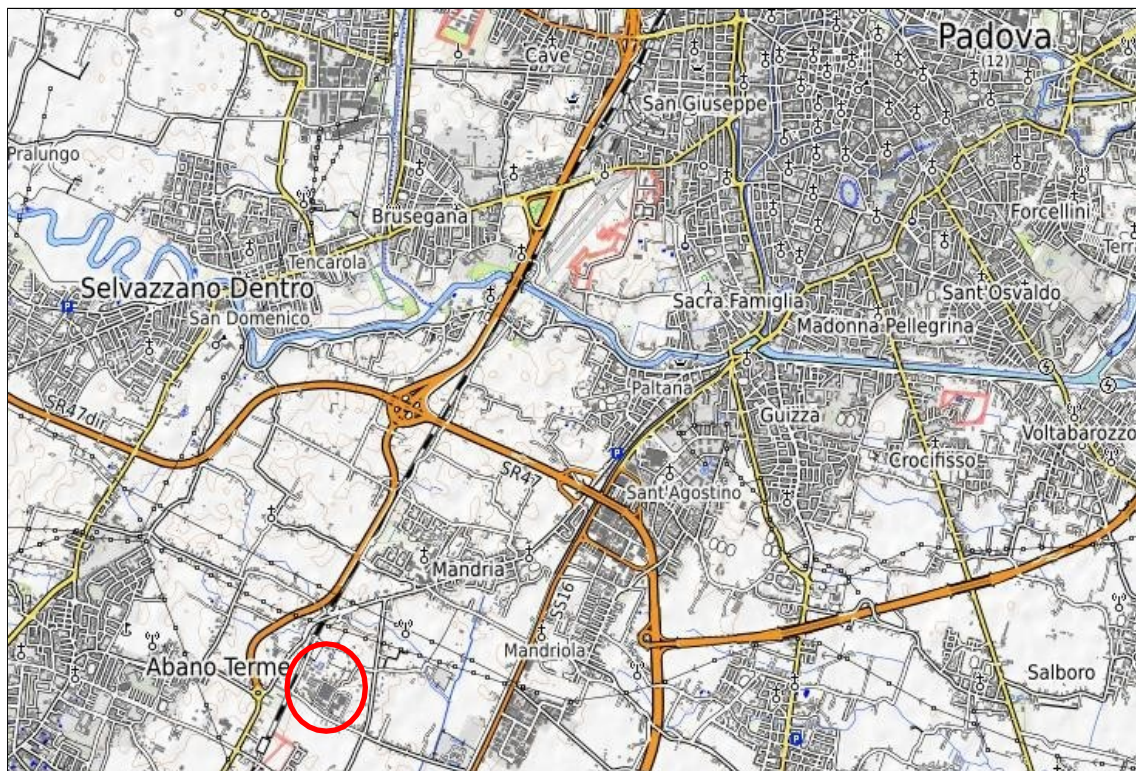 Padova
(12)
Cave
San Giuseppe
Pralungo
Brusegana
Forcellini
Terr
Tencarola
Selvazzano Dentro
San Domenico
Sacra Famiglia
Sant Osvaldo
Madonna Pellegrina
Paltana
Guizza
SR47dir
Voltabarozzo
Crocifisso
SR47
P
Sant'Agostino
Mandria
SS16
Mandriola
Abano Terme
Salboro
P